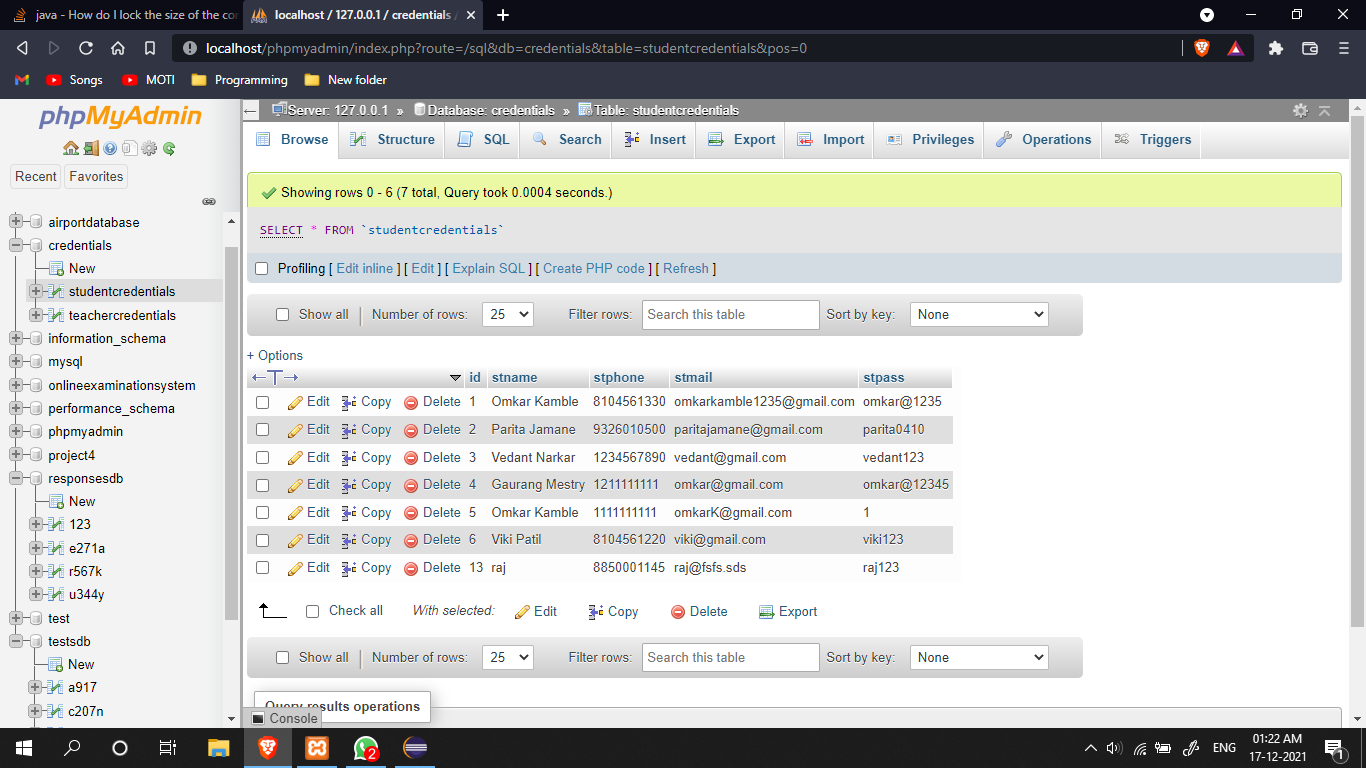 java - How do I lock the size of the cor
localhost / 127.0.0.1 / credentials /
localhost/phpmyadmin/index.php?route=/sql&db=credentials&table=studentcredentials&pos=0
Songs MOTI Programming New folder
phpMyAdmin
Recent Favorites
airportdatabase
credentials
New
studentcredentials
teachercredentials
information_schema
mysql
onlineexaminationsystem
performance_schema
phpmyadmin
project4
responsesdb
New
123
e271a
r567k
u344y
test
testsdb
New
a917
c207n
Server: 127.0.0.1 » Database: credentials » Table: studentcredentials
Browse Structure SQL Search Insert Export Import Privileges Operations Triggers
Showing rows 0 - 6 (7 total, Query took 0.0004 seconds.)
SELECT * FROM `studentcredentials`
Profiling [ Edit inline ] [ Edit ] [ Explain SQL ] [ Create PHP code ] [ Refresh ]
Show all Number of rows: 25 Filter rows: Search this table Sort by key: None
+ Options
←T→ id stname stphone stmail stpass
Edit Copy Delete 1 Omkar Kamble 8104561330 omkarkamble1235@gmail.com omkar@1235
Edit Copy Delete 2 Parita Jamane 9326010500 paritajamane@gmail.com parita0410
Edit Copy Delete 3 Vedant Narkar 1234567890 vedant@gmail.com vedant123
Edit Copy Delete 4 Gaurang Mestry 1211111111 omkar@gmail.com omkar@12345
Edit Copy Delete 5 Omkar Kamble 1111111111 omkarK@gmail.com 1
Edit Copy Delete 6 Viki Patil 8104561220 viki@gmail.com viki123
Edit Copy Delete 13 raj 8850001145 raj@fsfs.sds raj123
Check all With selected: Edit Copy Delete Export
Show all Number of rows: 25 Filter rows: Search this table Sort by key: None
Query results operations
Console
2
ENG
01:22 AM
17-12-2021
1